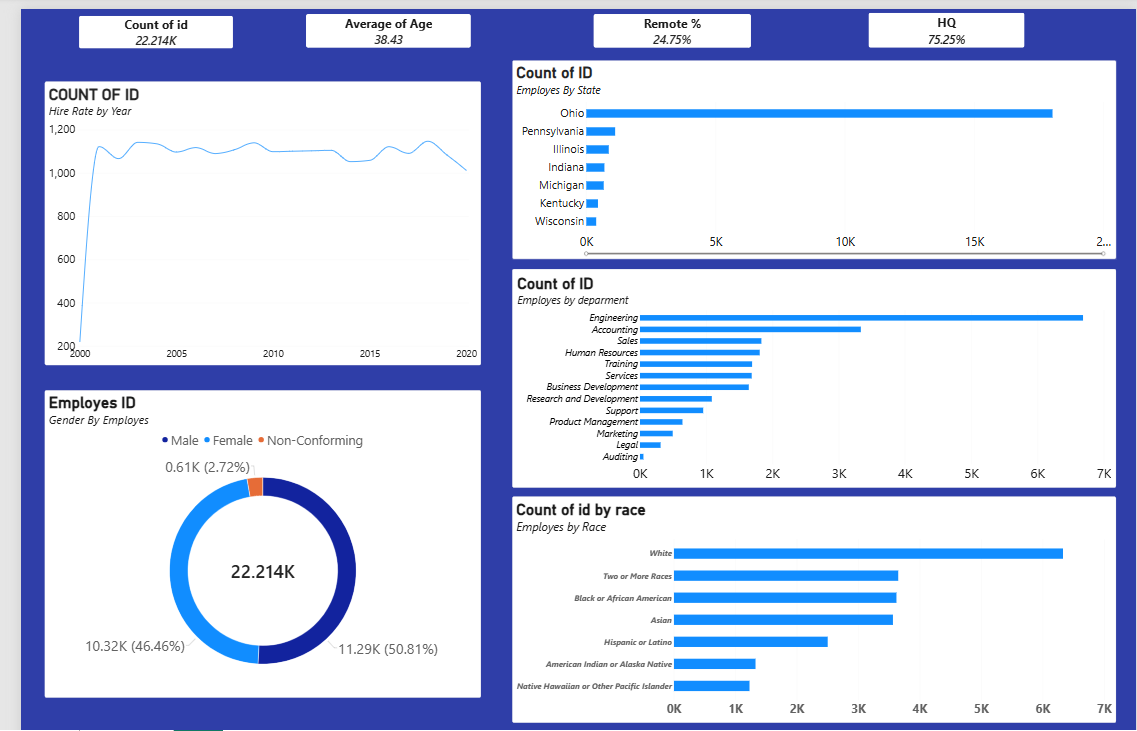 Count of id
22.214K
Average of Age
38.43
Remote %
24.75%
HQ
75.25%
COUNT OF ID
Hire Rate by Year
1,200
1,000
800
600
400
200
2000 2005 2010 2015 2020
Employes ID
Gender By Employes
Male Female Non-Conforming
0.61K (2.72%)
22.214K
10.32K (46.46%)
11.29K (50.81%)
Count of ID
Employes By State
Ohio
Pennsylvania
Illinois
Indiana
Michigan
Kentucky
Wisconsin
0K 5K 10K 15K 2...
Count of ID
Employes by deparment
Engineering
Accounting
Sales
Human Resources
Training
Services
Business Development
Research and Development
Support
Product Management
Marketing
Legal
Auditing
0K 1K 2K 3K 4K 5K 6K 7K
Count of id by race
Employes by Race
White
Two or More Races
Black or African American
Asian
Hispanic or Latino
American Indian or Alaska Native
Native Hawaiian or Other Pacific Islander
0K 1K 2K 3K 4K 5K 6K 7K